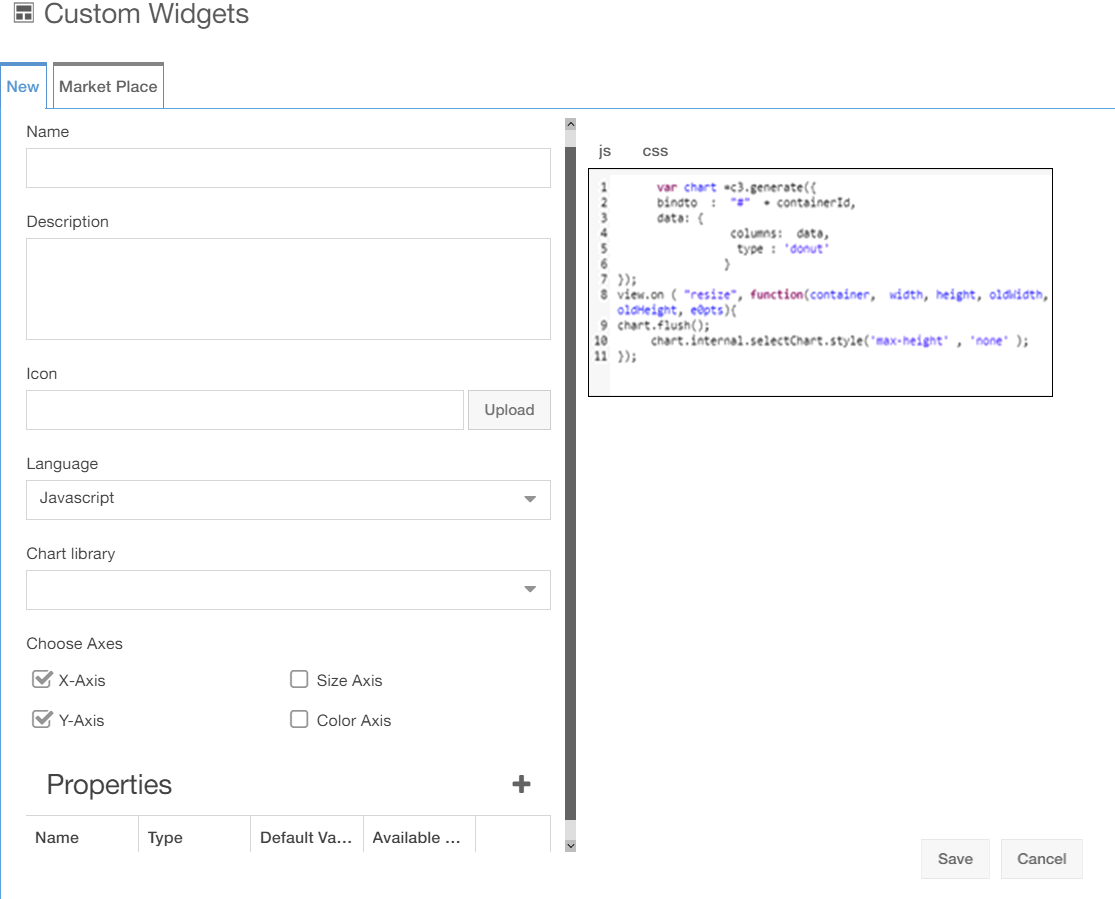 Custom Widgets
New
Market Place
Name
Description
Icon
Upload
Language
Javascript
Chart library
Choose Axes
X-Axis
Size Axis
Y-Axis
Color Axis
Properties
Name
Type
Default Va...
Available ...
js
css
1 var chart =c3.generate({
2 bindto : "#" + containerId,
3 data: {
4 columns: data,
5 type : 'donut'
6 }
7 });
8 view.on ( "resize", function(container, width, height, oldWidth,
oldHeight, e0pts){
9 chart.flush();
10 chart.internal.selectChart.style('max-height' , 'none' );
11 });
Save
Cancel